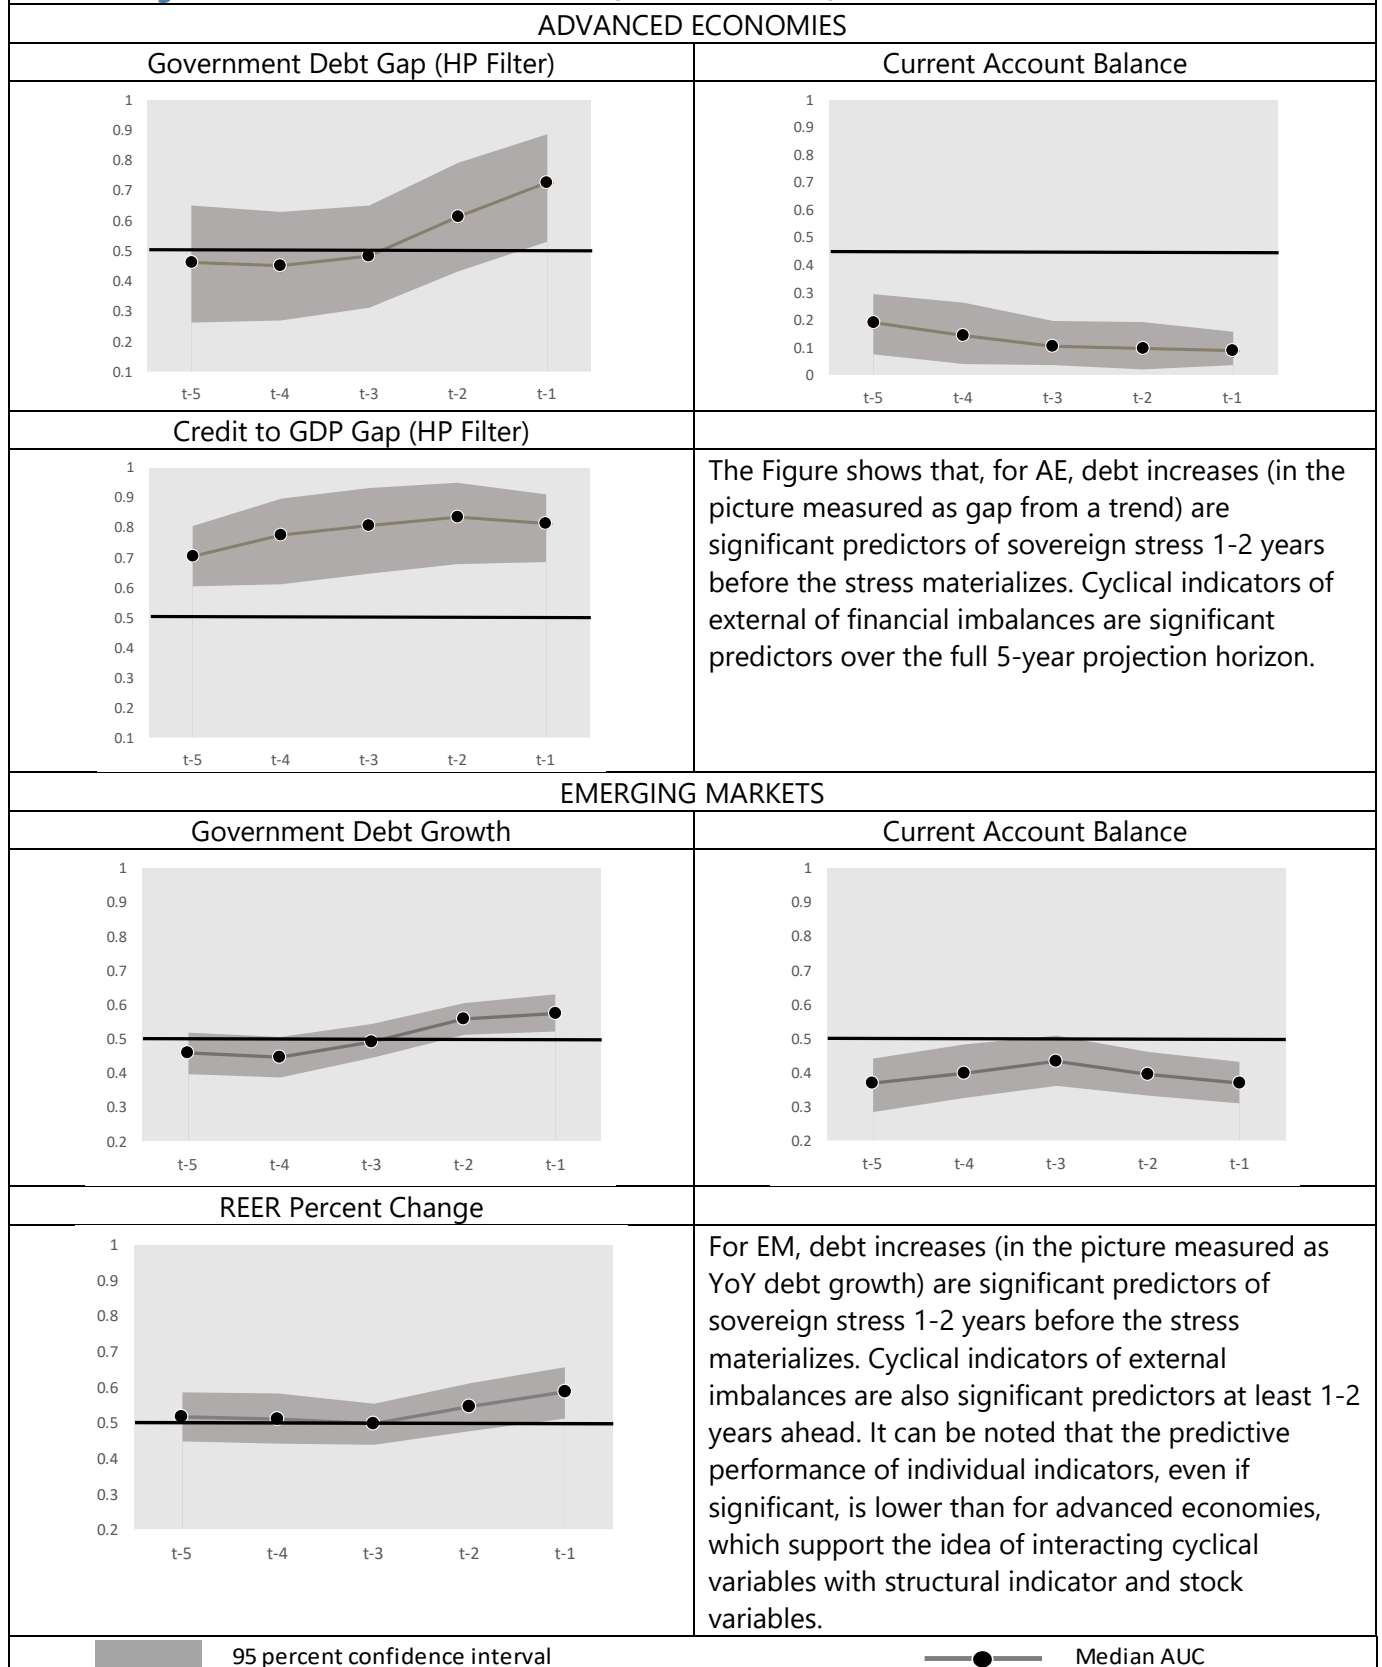 ADVANCED ECONOMIES
Government Debt Gap (HP Filter)
Current Account Balance
1
0.9
0.8
0.7
0.6
0.5
0.4
0.3
0.2
0.1
t-5 t-4 t-3 t-2 t-1
1
0.9
0.8
0.7
0.6
0.5
0.4
0.3
0.2
0.1
0
t-5 t-4 t-3 t-2 t-1
Credit to GDP Gap (HP Filter)
1
0.9
0.8
0.7
0.6
0.5
0.4
0.3
0.2
0.1
t-5 t-4 t-3 t-2 t-1
The Figure shows that, for AE, debt increases (in the
picture measured as gap from a trend) are
significant predictors of sovereign stress 1-2 years
before the stress materializes. Cyclical indicators of
external of financial imbalances are significant
predictors over the full 5-year projection horizon.
EMERGING MARKETS
Government Debt Growth
Current Account Balance
1
0.9
0.8
0.7
0.6
0.5
0.4
0.3
0.2
t-5 t-4 t-3 t-2 t-1
1
0.9
0.8
0.7
0.6
0.5
0.4
0.3
0.2
t-5 t-4 t-3 t-2 t-1
REER Percent Change
1
0.9
0.8
0.7
0.6
0.5
0.4
0.3
0.2
t-5 t-4 t-3 t-2 t-1
For EM, debt increases (in the picture measured as
YoY debt growth) are significant predictors of
sovereign stress 1-2 years before the stress
materializes. Cyclical indicators of external
imbalances are also significant predictors at least 1-2
years ahead. It can be noted that the predictive
performance of individual indicators, even if
significant, is lower than for advanced economies,
which support the idea of interacting cyclical
variables with structural indicator and stock
variables.
95 percent confidence interval
Median AUC